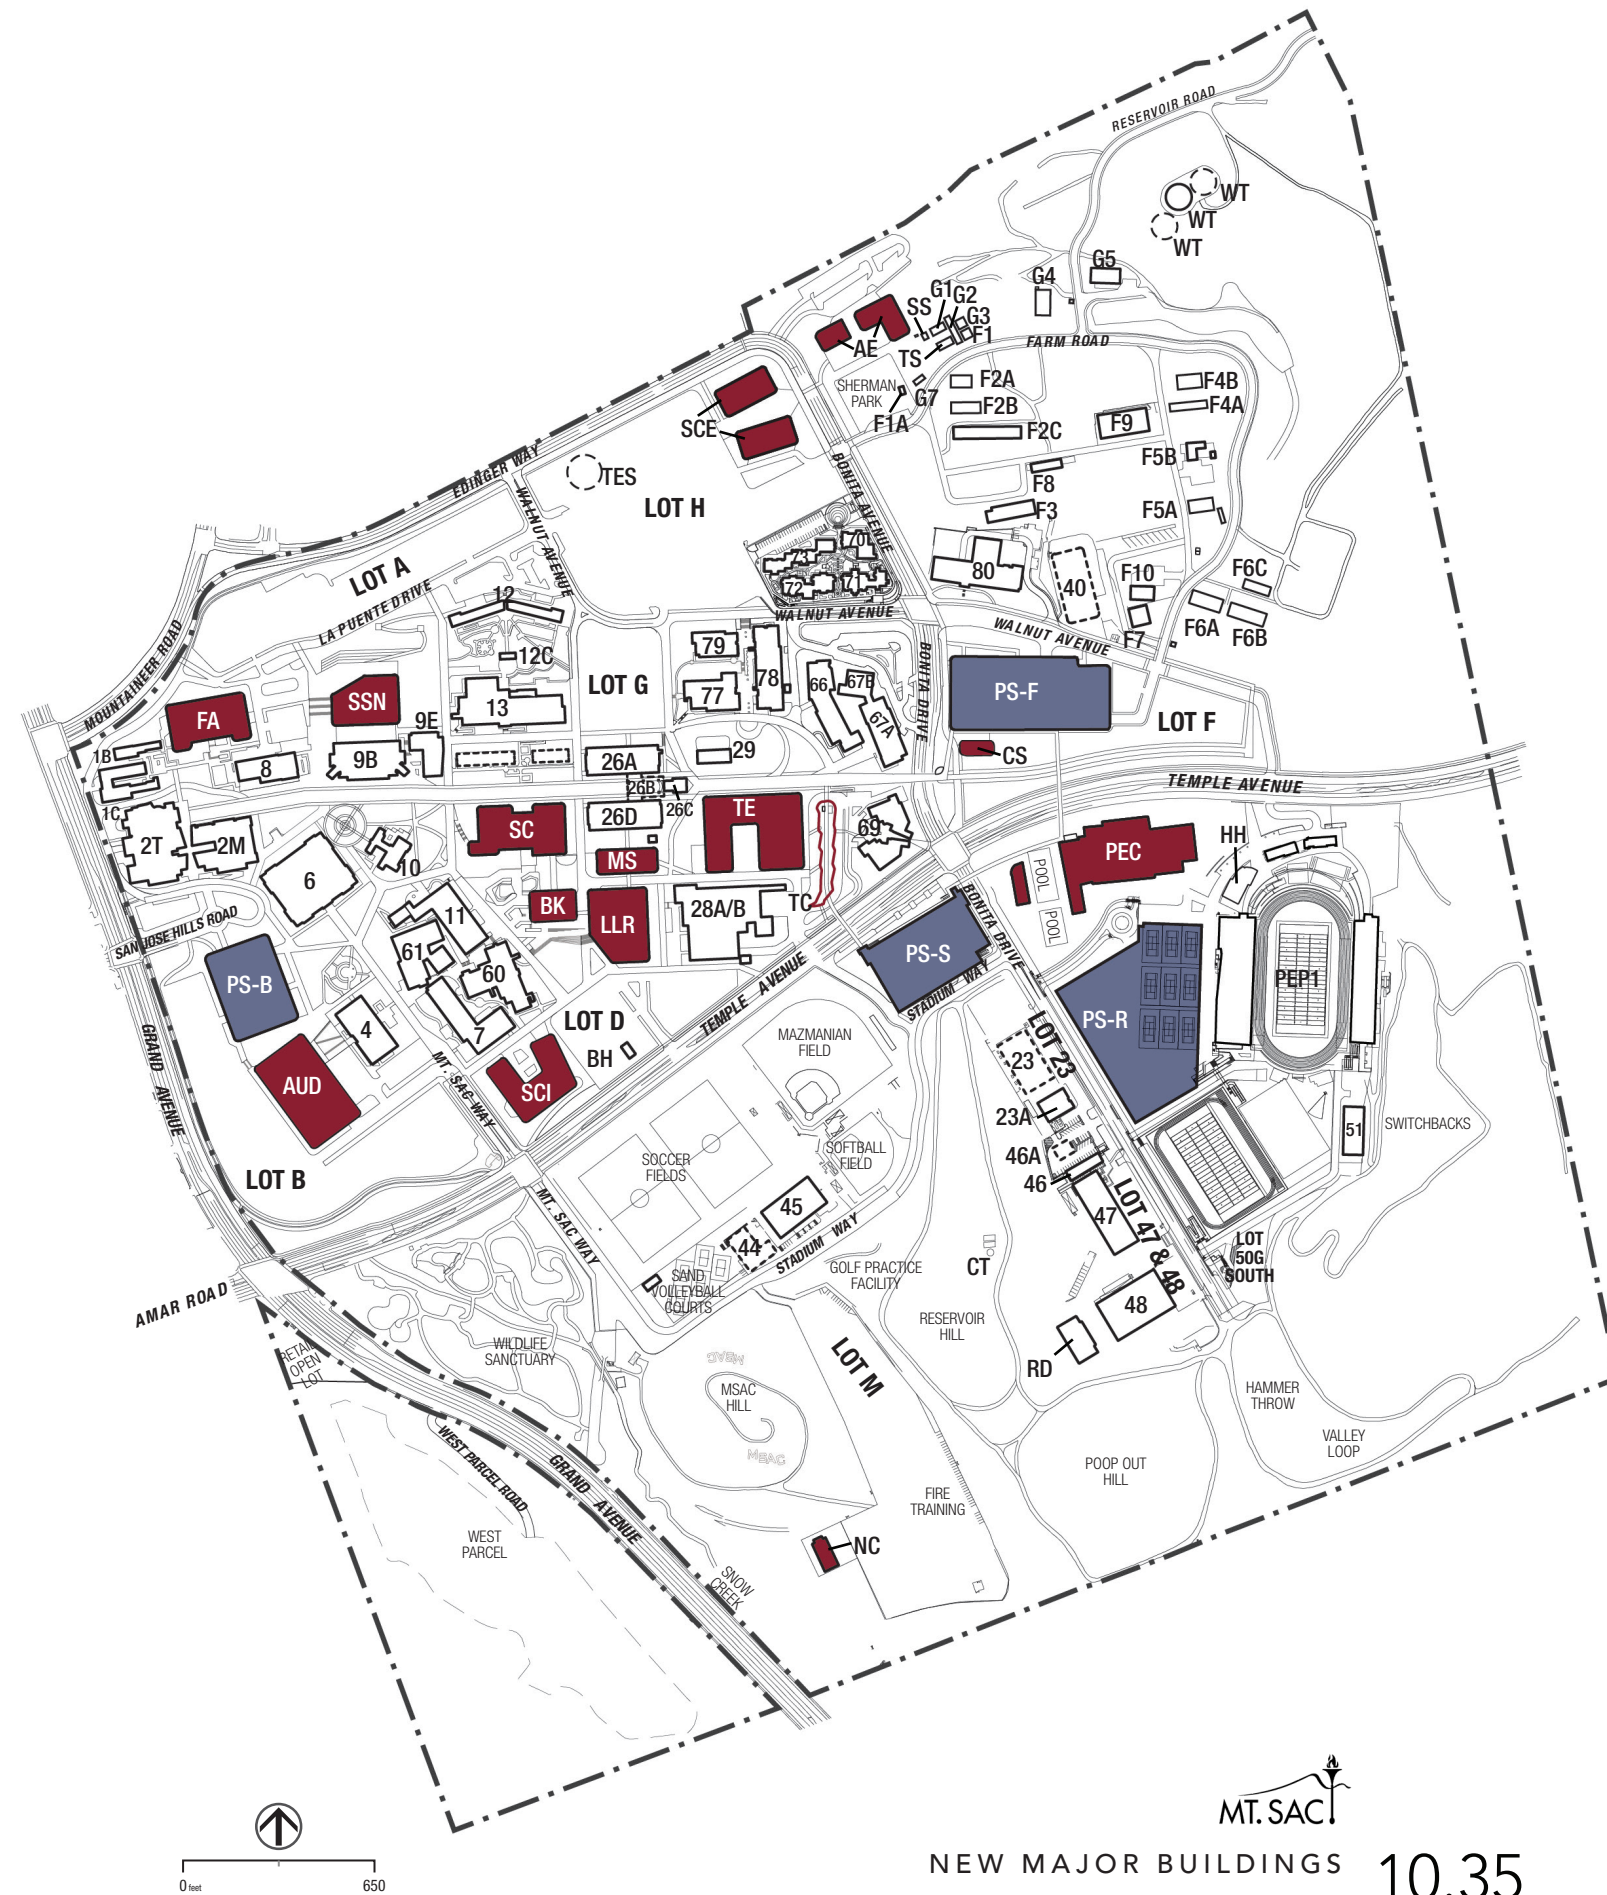 RESERVOIR ROAD
WT
WT
WT
G5
G4
G1
G2
SS
G3
F1
AE
TS
FARM ROAD
SHERMAN
PARK
G7
F1A
F2A
F2B
F2C
F4B
F4A
F9
SCE
F5B
F8
F3
F5A
EDINGER WAY
TES
LOT H
BONITA AVENUE
WALNUT AVENUE
70
73
72
71
80
40
F10
F6C
F6A
F6B
F7
LOT A
LA PUENTE DRIVE
12
12C
WALNUT AVENUE
WALNUT AVENUE
MOUNTAINEER ROAD
79
77
78
LOT G
66
67B
67A
BONITA DRIVE
PS-F
LOT F
FA
SSN
13
9E
9B
8
1B
1C
26A
29
CS
TEMPLE AVENUE
26B
26C
26D
2T
2M
SC
TE
69
MS
10
6
PEC
HH
POOL
POOL
BK
LLR
28A/B
TC
BONITA DRIVE
SAN JOSE HILLS ROAD
11
61
60
PS-S
PS-B
PEP1
STADIUM WAY
TEMPLE AVENUE
PS-R
4
7
LOT D
BH
MAZMANIAN
FIELD
LOT 23
23
GRAND AVENUE
AUD
MT. SAC WAY
SCI
23A
51
SWITCHBACKS
SOFTBALL
FIELD
46A
46
SOCCER
FIELDS
LOT B
45
47
LOT 47 & 48
MT. SAC WAY
44
STADIUM WAY
LOT
50G
SOUTH
GOLF PRACTICE
FACILITY
CT
SAND
VOLLEYBALL
COURTS
AMAR ROAD
48
RESERVOIR
HILL
RETAIL
OPEN
LOT
WILDLIFE
SANCTUARY
LOT M
RD
MSAC
MSAC
HILL
MSAC
HAMMER
THROW
VALLEY
LOOP
WEST PARCEL ROAD
GRAND AVENUE
POOP OUT
HILL
FIRE
TRAINING
WEST
PARCEL
NC
SNOW
CREEK
MT. SAC
NEW MAJOR BUILDINGS 10.35
0 feet 650